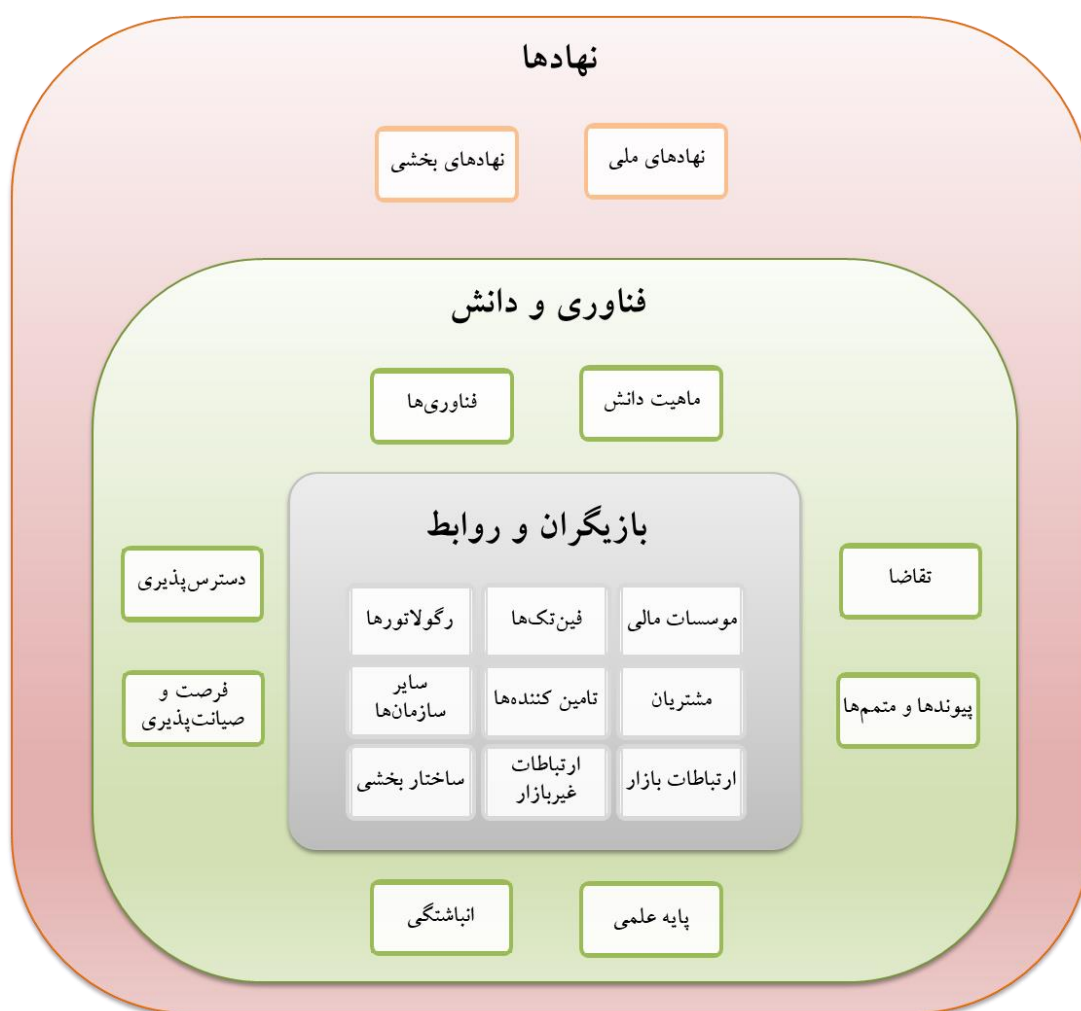 نهادها
نهادهای ملی
نهادهای بخشی
فناوری و دانش
ماهیت دانش
فناوری‌ها
بازیگران و روابط
تقاضا
دسترس‌پذیری
موسسات مالی
فین‌تک‌ها
رگولاتورها
پیوندها و متمم‌ها
فرصت و
صیانت‌پذیری
مشتریان
تامین کننده‌ها
سایر
سازمان‌ها
ارتباطات بازار
ارتباطات
غیربازار
ساختار بخشی
پایه علمی
انباشتگی